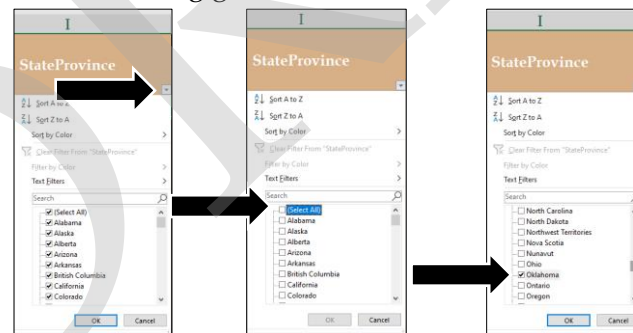 I
StateProvince
Sort A to Z
Sort Z to A
Sort by Color
Clear Filter From "StateProvince"
Filter by Color
Text Filters
Search
(Select All)
Alabama
Alaska
Alberta
Arizona
Arkansas
British Columbia
California
Colorado
OK Cancel
I
StateProvince
Sort A to Z
Sort Z to A
Sort by Color
Clear Filter From "StateProvince"
Filter by Color
Text Filters
Search
(Select All)
Alabama
Alaska
Alberta
Arizona
Arkansas
British Columbia
California
Colorado
OK Cancel
I
StateProvince
Sort A to Z
Sort Z to A
Sort by Color
Clear Filter From "StateProvince"
Filter by Color
Text Filters
Search
North Carolina
North Dakota
Northwest Territories
Nova Scotia
Nunavut
Ohio
Oklahoma
Ontario
Oregon
OK Cancel